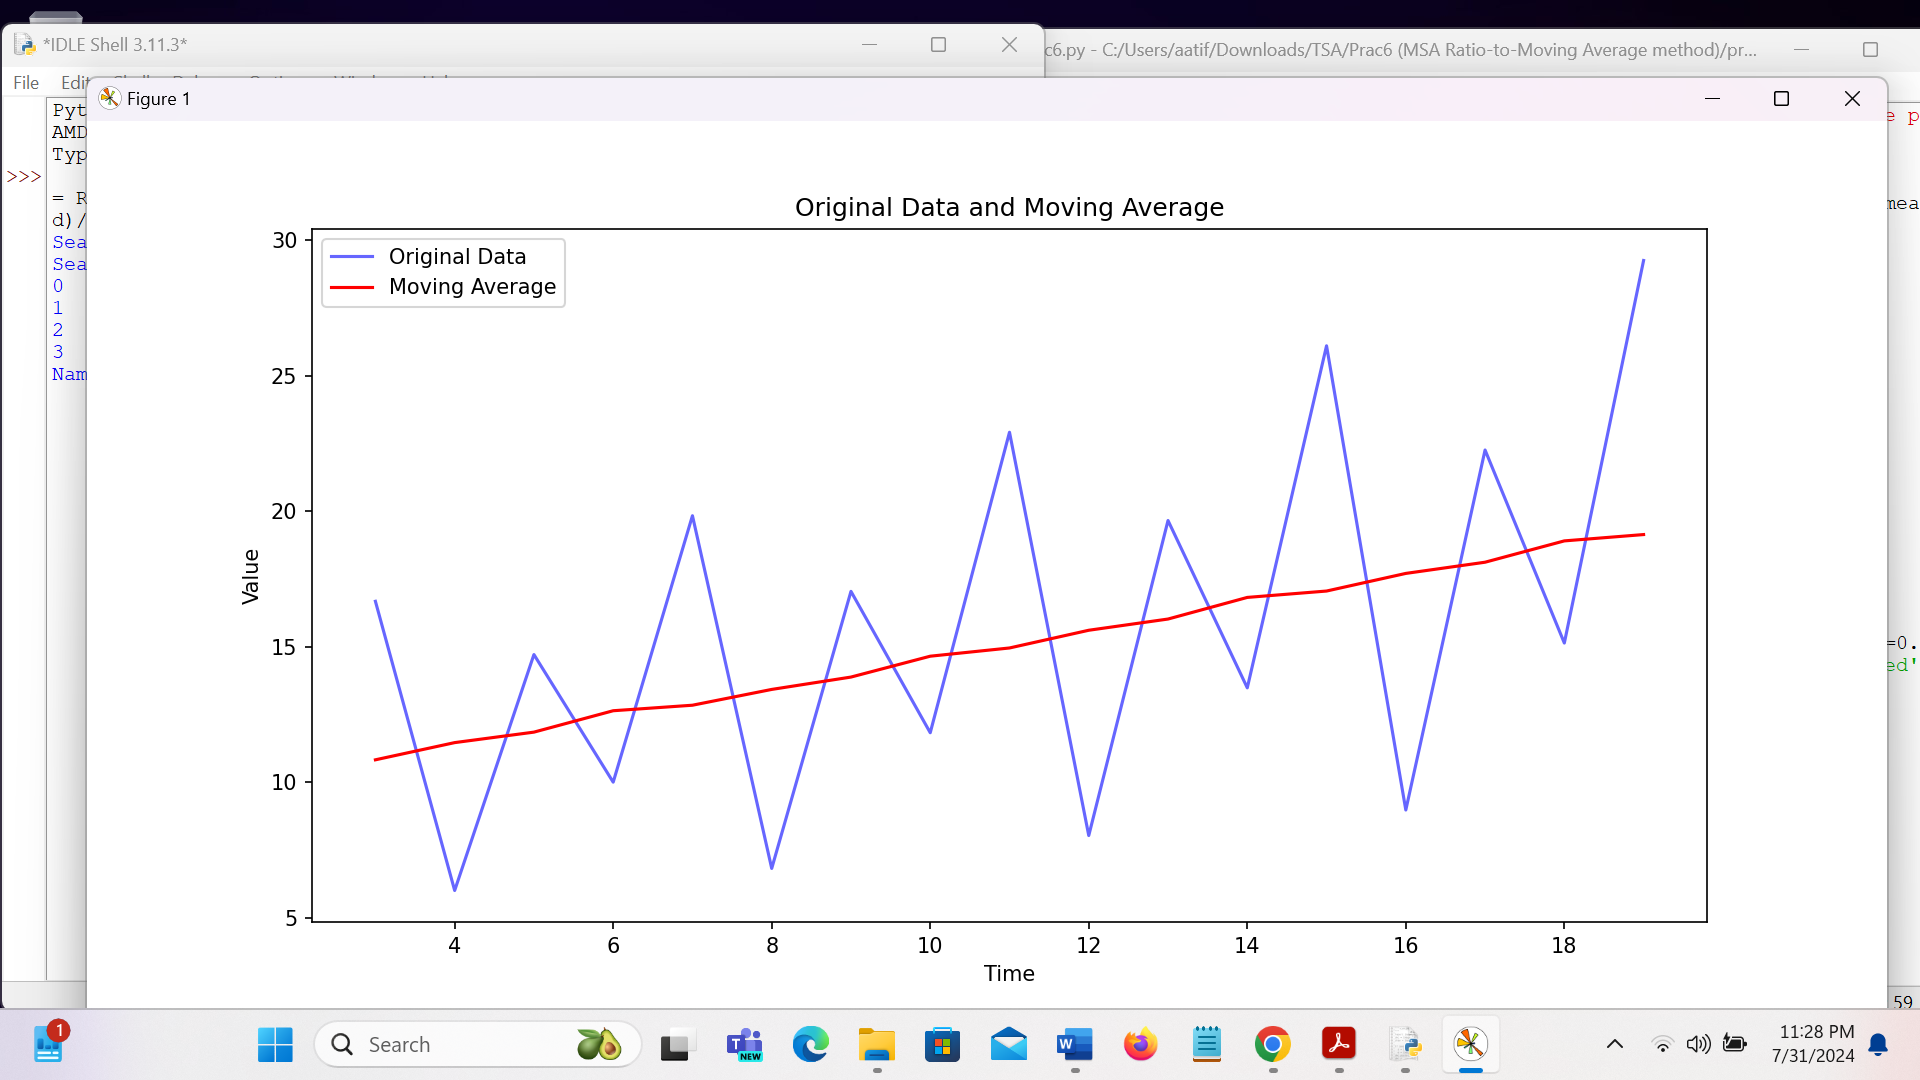 *IDLE Shell 3.11.3*
c6.py - C:/Users/aatif/Downloads/TSA/Prac6 (MSA Ratio-to-Moving Average method)/pr...
File
Edit
Figure 1
Pyt
AMD
Typ
>>>
= R
d)/
Sea
Sea
0
1
2
3
Nam
e p
mea
=0.
ed'
59
Original Data and Moving Average
Original Data
Moving Average
30
25
20
15
10
5
Value
4 6 8 10 12 14 16 18
Time
1
Search
NEW
W
11:28 PM
7/31/2024